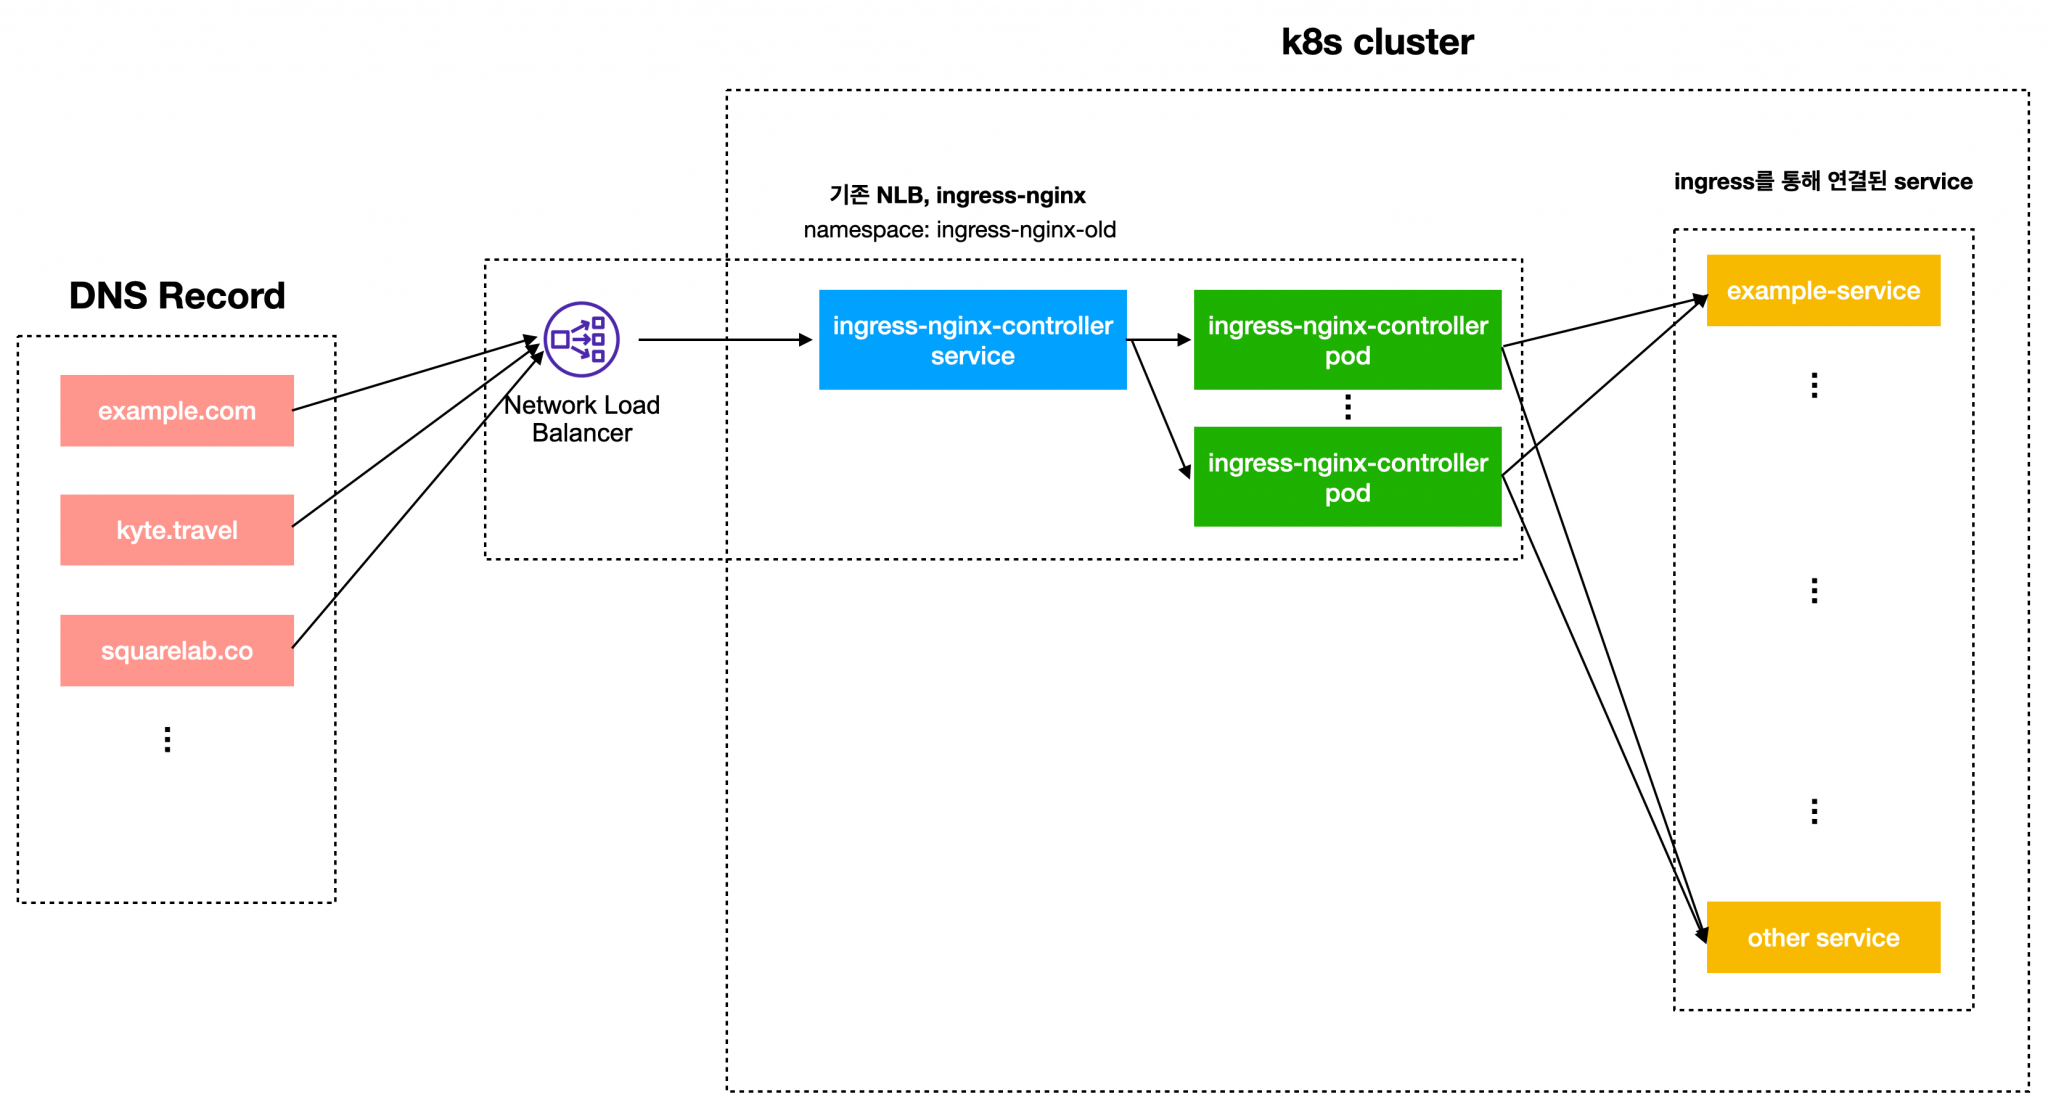 k8s cluster
기존 NLB, ingress-nginx
namespace: ingress-nginx-old
ingress를 통해 연결된 service
DNS Record
example.com
kyte.travel
squarelab.co
Network Load
Balancer
ingress-nginx-controller
service
ingress-nginx-controller
pod
ingress-nginx-controller
pod
example-service
other service